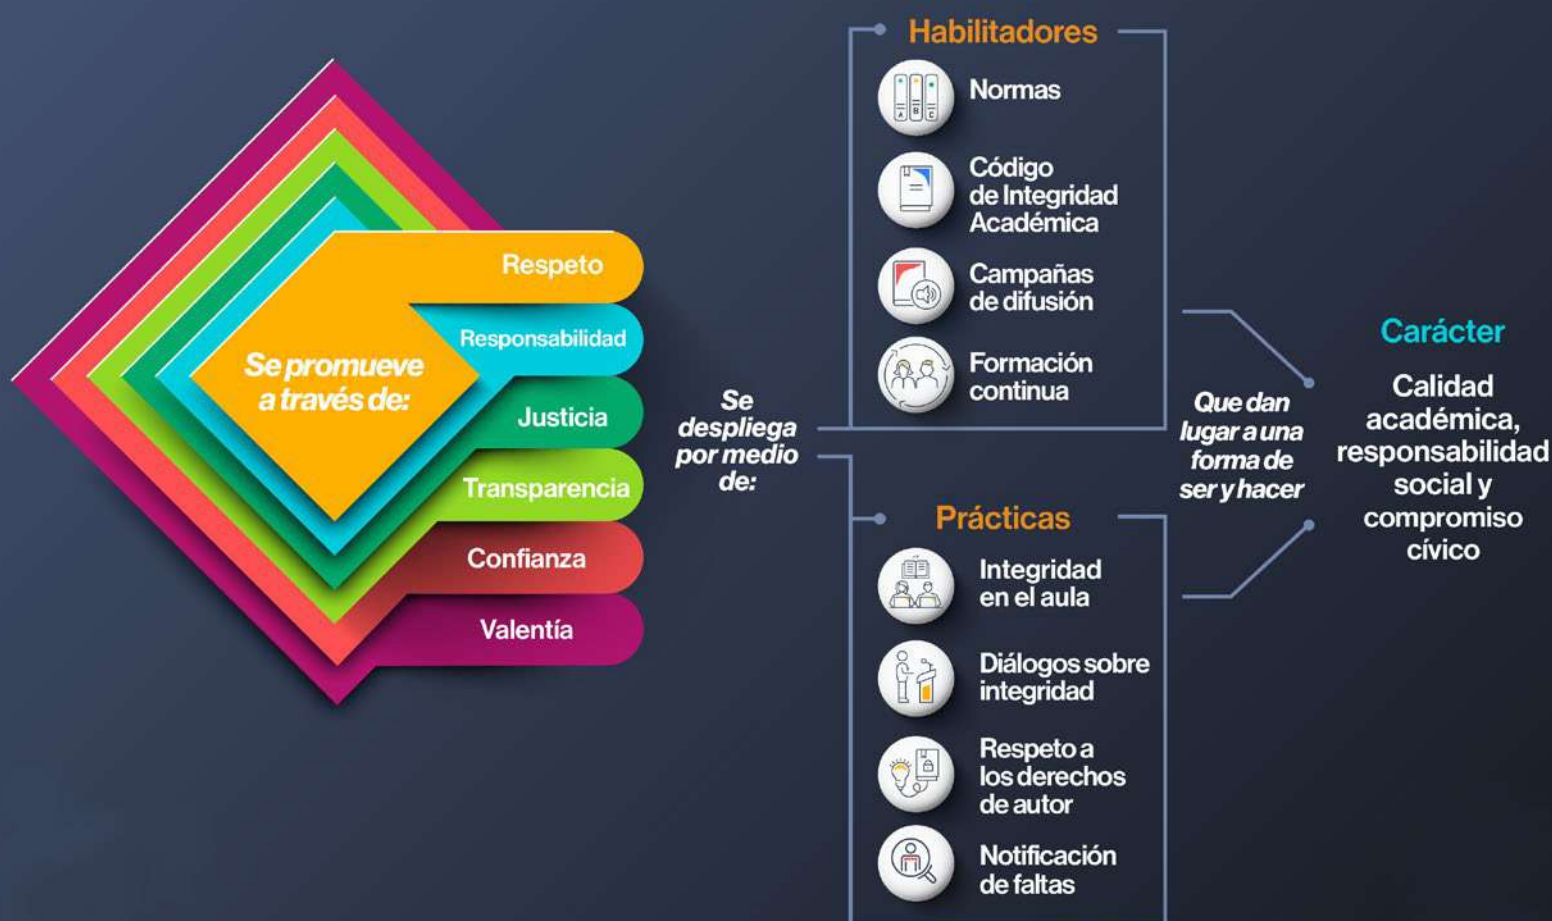 Se promueve
a través de:
Respeto
Responsabilidad
Justicia
Transparencia
Confianza
Valentía
Se
despliega
por medio
de:
Habilitadores
A B C
Normas
Código
de Integridad
Académica
Campañas
de difusión
Formación
continua
Prácticas
Integridad
en el aula
Diálogos sobre
integridad
Respeto a
los derechos
de autor
Notificación
de faltas
Que dan
lugar a una
forma de
ser y hacer
Carácter
Calidad
académica,
responsabilidad
social y
compromiso
cívico